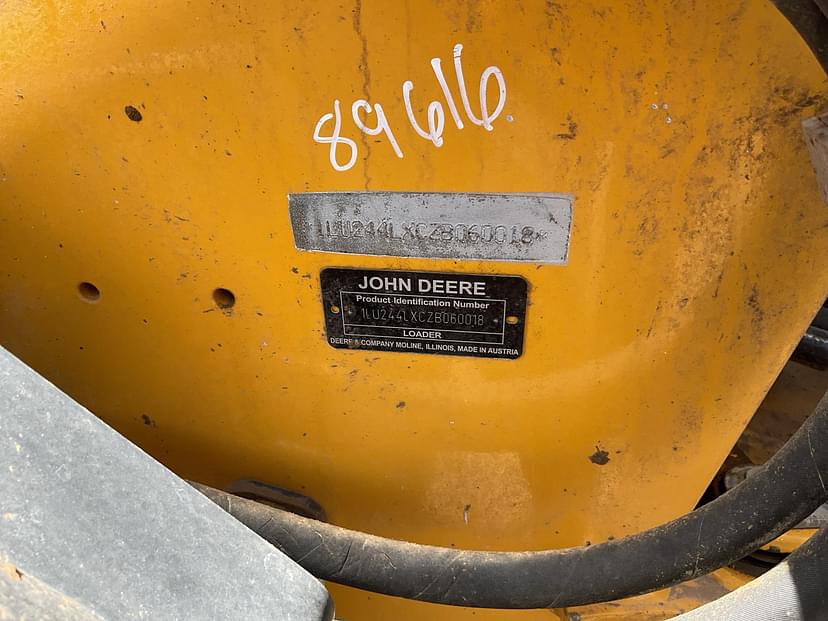 89616.
1LU244LXCZB060018*
JOHN DEERE
Product Identification Number
1LU244LXCZB060018
LOADER
DEERE & COMPANY MOLINE, ILLINOIS, MADE IN AUSTRIA